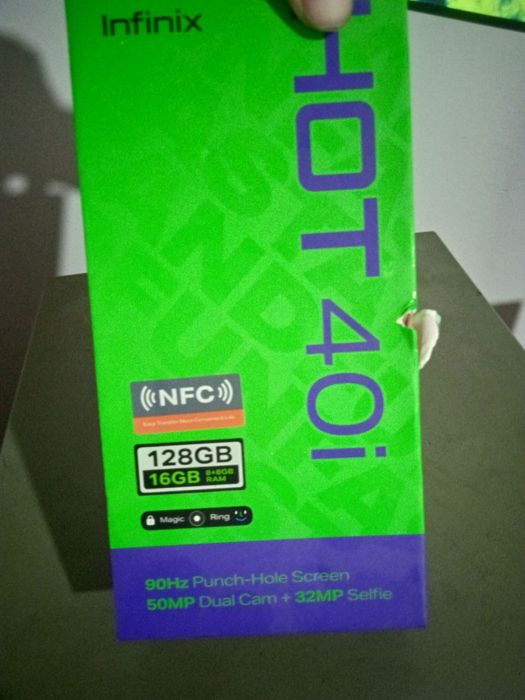 Infinix
HOT 40i
NFC
128GB
16GB 8+8GB
RAM
Magic Ring
90Hz Punch-Hole Screen
50MP Dual Cam + 32MP Selfie